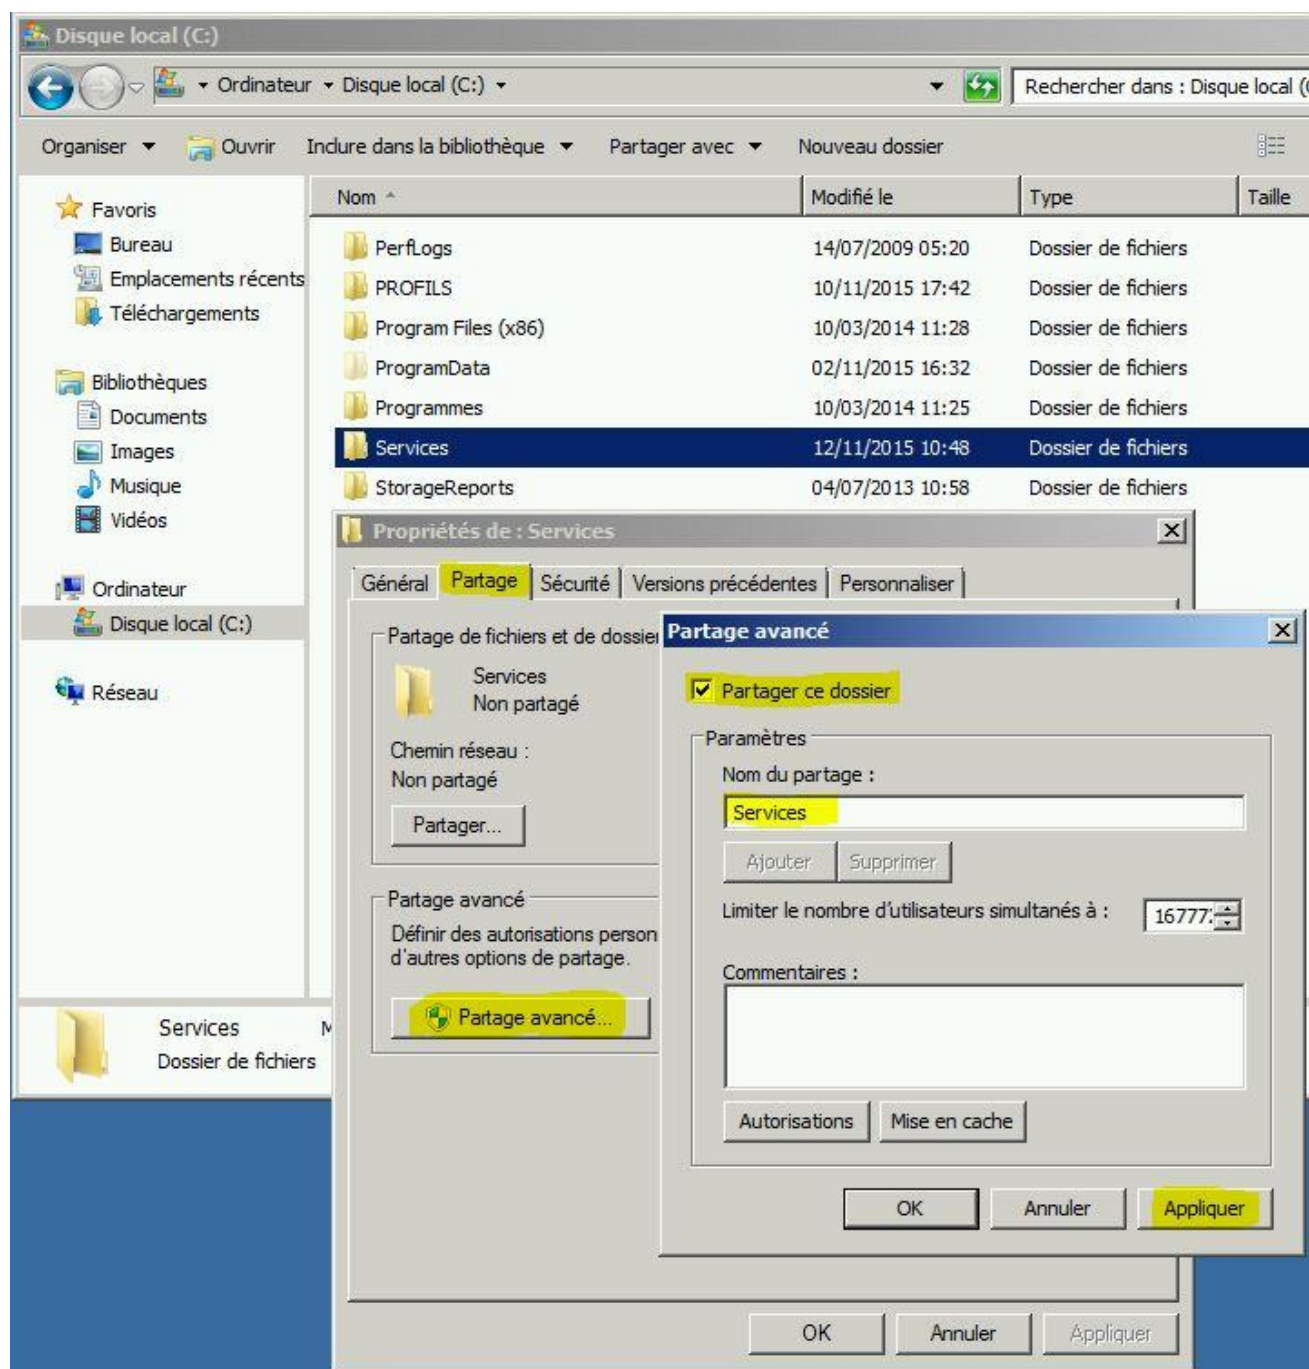 Disque local (C:)
Ordinateur Disque local (C:) Rechercher dans : Disque local (
Organiser Ouvrir Inclure dans la bibliothèque Partager avec Nouveau dossier
Nom Modifié le Type Taille
Favoris
Bureau
Emplacements récents
Téléchargements
Bibliothèques
Documents
Images
Musique
Vidéos
Ordinateur
Disque local (C:)
Réseau
PerfLogs 14/07/2009 05:20 Dossier de fichiers
PROFILS 10/11/2015 17:42 Dossier de fichiers
Program Files (x86) 10/03/2014 11:28 Dossier de fichiers
ProgramData 02/11/2015 16:32 Dossier de fichiers
Programmes 10/03/2014 11:25 Dossier de fichiers
Services 12/11/2015 10:48 Dossier de fichiers
StorageReports 04/07/2013 10:58 Dossier de fichiers
Services M
Dossier de fichiers
Propriétés de : Services
Général Partage Sécurité Versions précédentes Personnaliser
Partage de fichiers et de dossier
Services
Non partagé
Chemin réseau :
Non partagé
Partager...
Partage avancé
Définir des autorisations person
d'autres options de partage.
Partage avancé...
OK Annuler Appliquer
Partage avancé
Partager ce dossier
Paramètres
Nom du partage :
Services
Ajouter Supprimer
Limiter le nombre d'utilisateurs simultanés à : 16777
Commentaires :
Autorisations Mise en cache
OK Annuler Appliquer